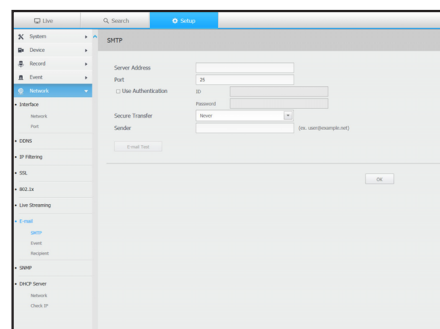 Live
Search
Setup
System
Device
Record
Event
Network
Interface
Network
Port
DDNS
IP Filtering
SSL
802.1x
Live Streaming
E-mail
SMTP
Event
Recipient
SNMP
DHCP Server
Network
Check IP
SMTP
Server Address
Port
25
Use Authentication
ID
Password
Secure Transfer
Never
Sender
(ex. user@example.net)
E-mail Test
OK